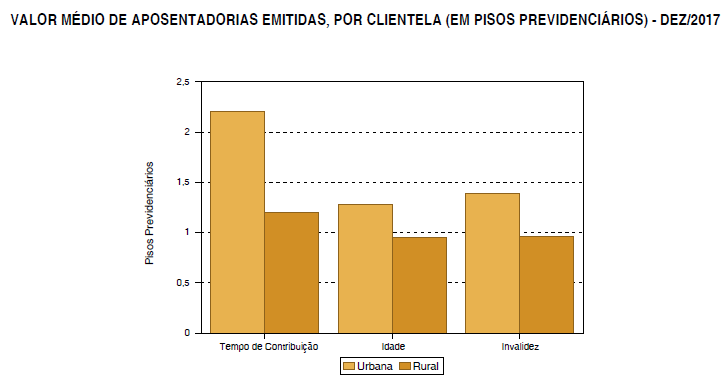 VALOR MÉDIO DE APOSENTADORIAS EMITIDAS, POR CLIENTELA (EM PISOS PREVIDENCIÁRIOS) - DEZ/2017
2,5
2
1,5
1
0,5
0
Pisos Previdenciários
Tempo de Contribuição Idade Invalidez
Urbana Rural